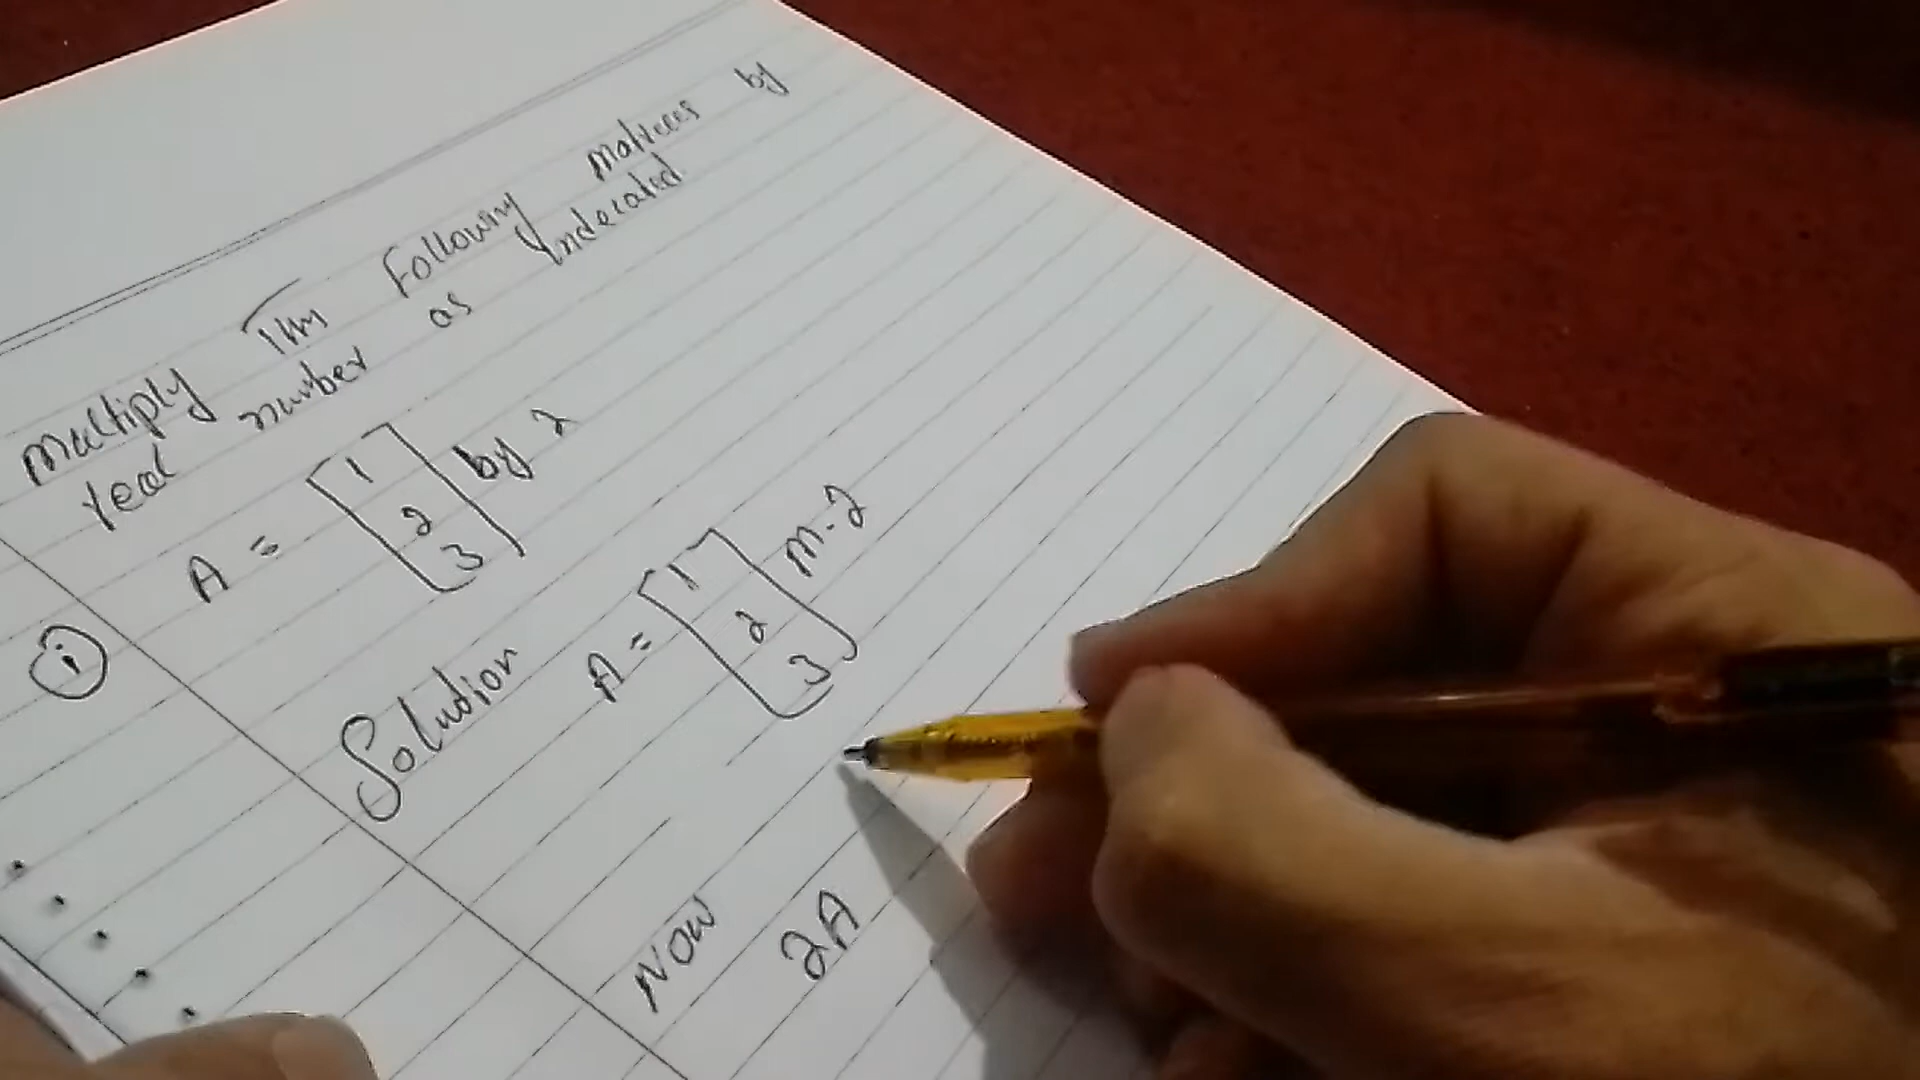 Multiply The Following Matrices by
real number as Indecated
i A = [ 1 2 3 ] by 2
Solution A = [ 1 2 3 ] m-2
Now 2A